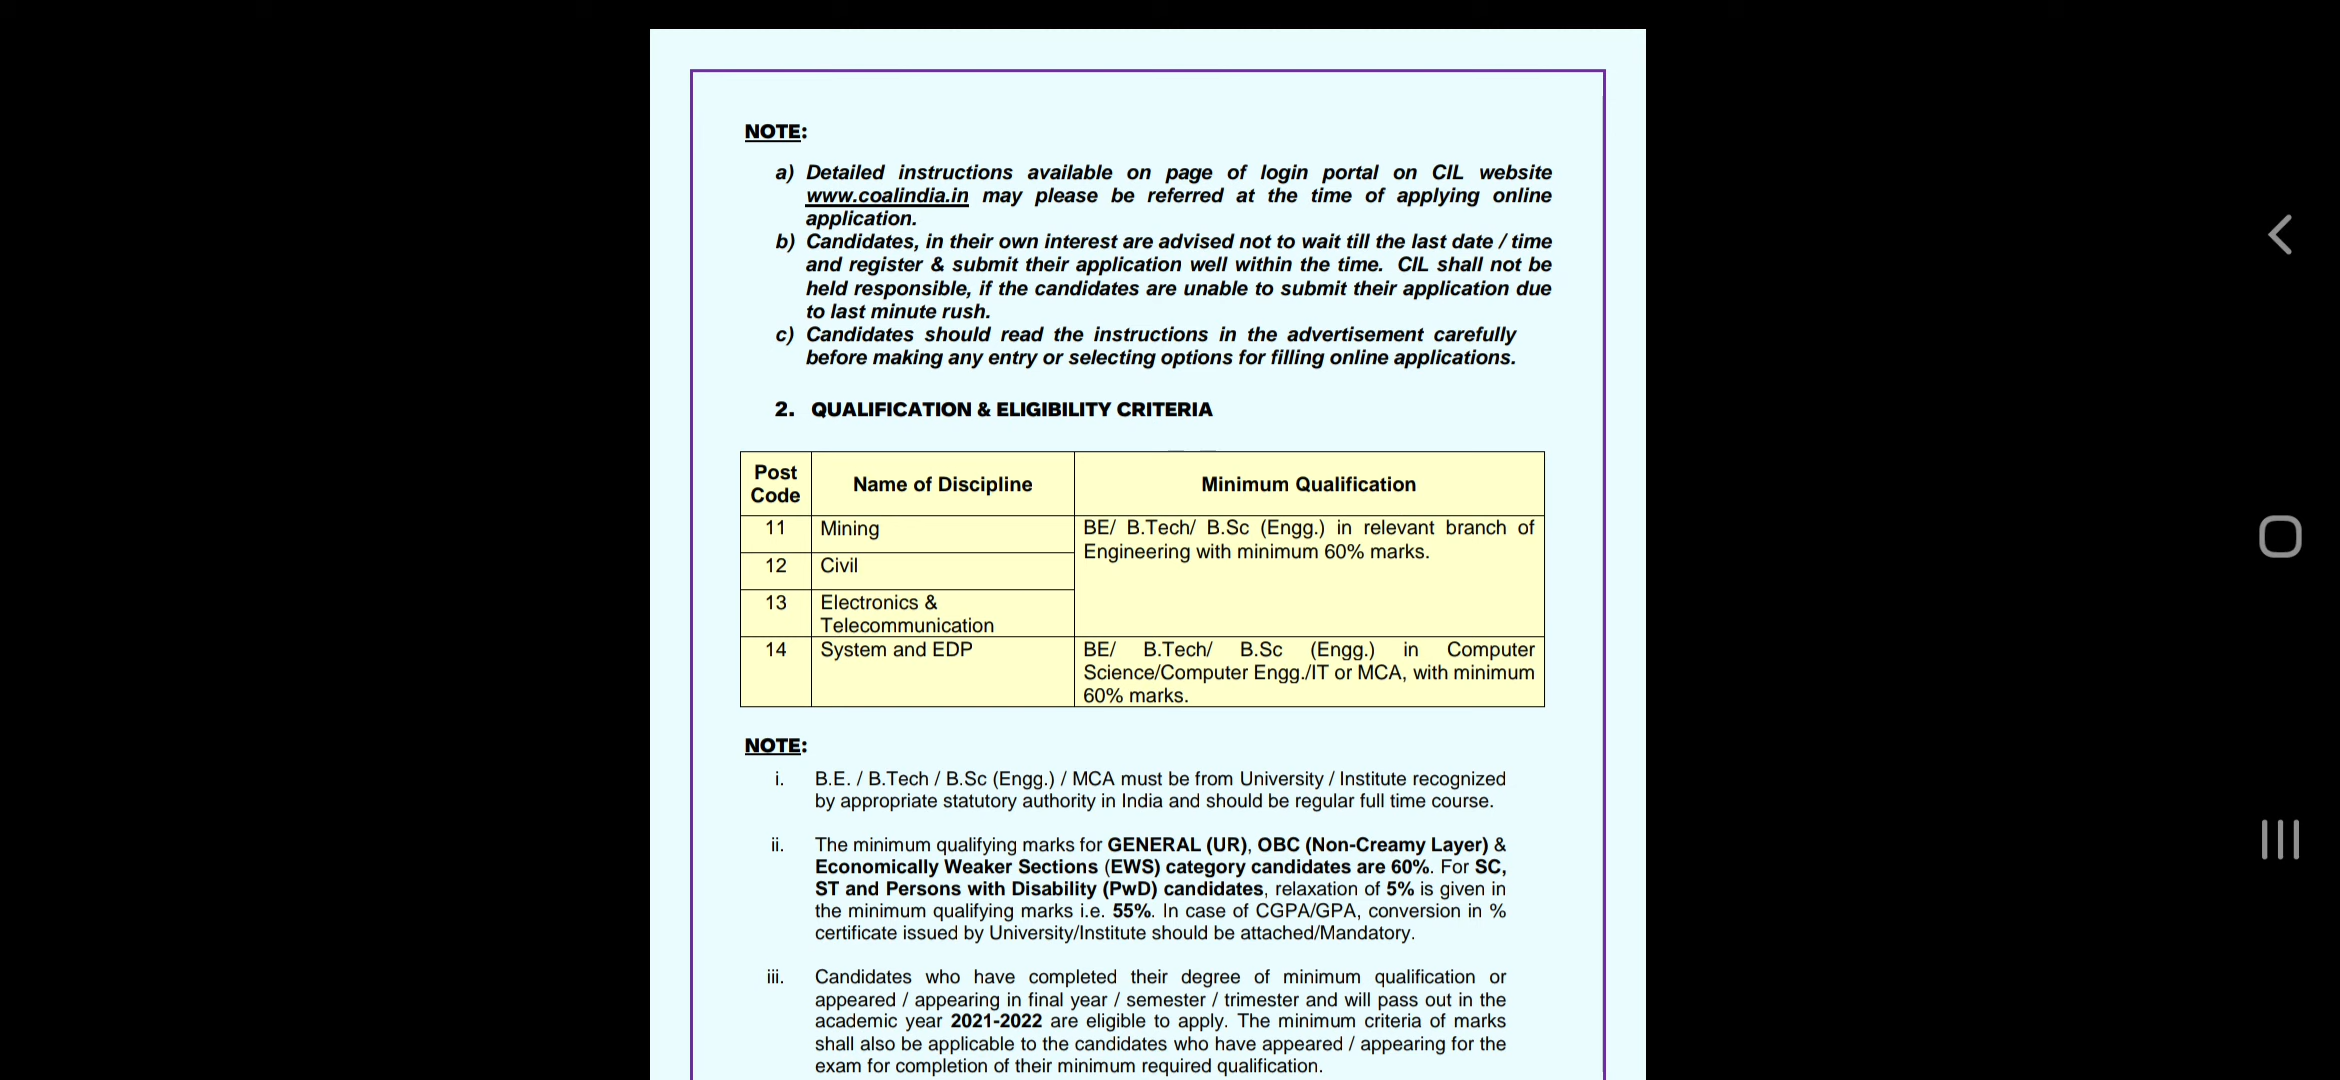 NOTE:
a) Detailed instructions available on page of login portal on CIL website
www.coalindia.in may please be referred at the time of applying online
application.
b) Candidates, in their own interest are advised not to wait till the last date / time
and register & submit their application well within the time. CIL shall not be
held responsible, if the candidates are unable to submit their application due
to last minute rush.
c) Candidates should read the instructions in the advertisement carefully
before making any entry or selecting options for filling online applications.
2. QUALIFICATION & ELIGIBILITY CRITERIA
Post
Code
Name of Discipline
Minimum Qualification
11 Mining
BE/ B.Tech/ B.Sc (Engg.) in relevant branch of
Engineering with minimum 60% marks.
12 Civil
13 Electronics &
Telecommunication
14 System and EDP
BE/ B.Tech/ B.Sc (Engg.) in Computer
Science/Computer Engg./IT or MCA, with minimum
60% marks.
NOTE:
i. B.E. / B.Tech / B.Sc (Engg.) / MCA must be from University / Institute recognized
by appropriate statutory authority in India and should be regular full time course.
ii. The minimum qualifying marks for GENERAL (UR), OBC (Non-Creamy Layer) &
Economically Weaker Sections (EWS) category candidates are 60%. For SC,
ST and Persons with Disability (PwD) candidates, relaxation of 5% is given in
the minimum qualifying marks i.e. 55%. In case of CGPA/GPA, conversion in %
certificate issued by University/Institute should be attached/Mandatory.
iii. Candidates who have completed their degree of minimum qualification or
appeared / appearing in final year / semester / trimester and will pass out in the
academic year 2021-2022 are eligible to apply. The minimum criteria of marks
shall also be applicable to the candidates who have appeared / appearing for the
exam for completion of their minimum required qualification.